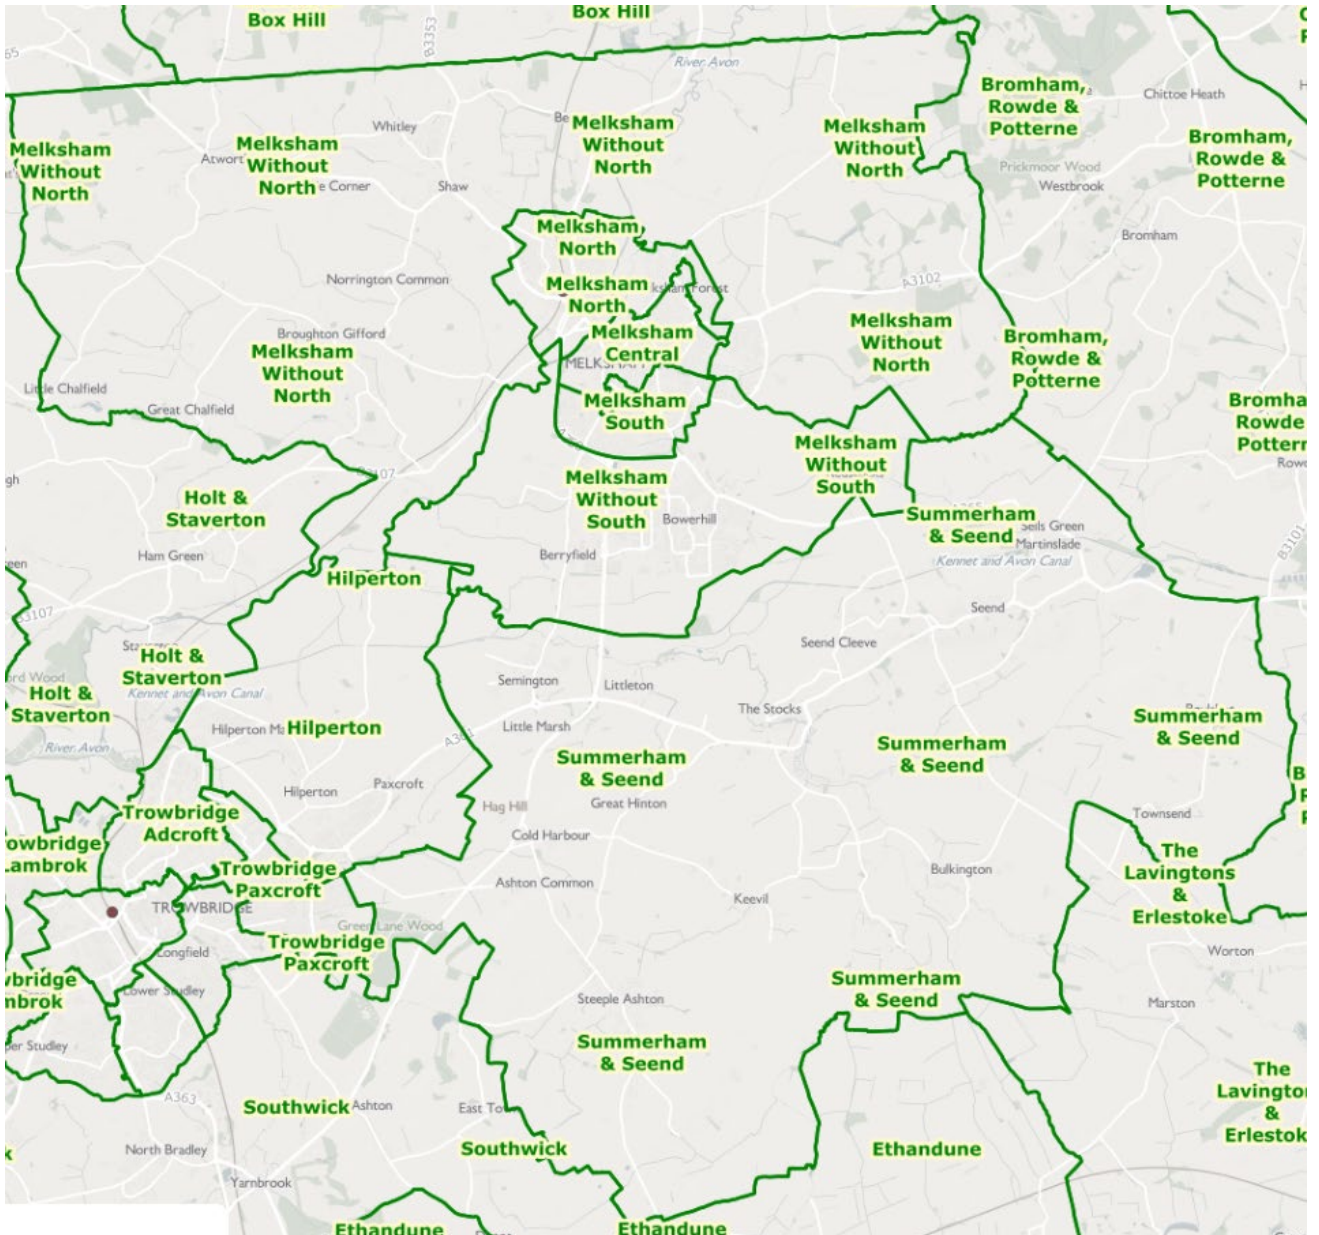 Box Hill
Box Hill
B3353
River Avon
Bromham,
Rowde &
Potterne
Chittoe Heath
Whitley
Melksham
Without
North
Melksham
Without
North
Melksham
Without
North
Melksham
Without
North
Bromham,
Rowde &
Potterne
Prickmoor Wood
Westbrook
Shaw
Melksham
North
Bromham
Norrington Common
Melksham
North
A3102
Broughton Gifford
Melksham
Central
Melksham
Without
North
Bromham,
Rowde &
Potterne
Melksham
Without
North
Little Chalfield
Great Chalfield
Melksham
South
Melksham
Without
South
Holt &
Staverton
Melksham
Without
South
Bowerhill
Summerham
& Seend
Martinslade
Kennet and Avon Canal
B3101
Ham Green
Berryfield
Hilperton
Seend
Seend Cleeve
Holt &
Staverton
Kennet and Avon Canal
Holt &
Staverton
River Avon
Semington
Littleton
The Stocks
Little Marsh
Hilperton
Summerham
& Seend
Summerham
& Seend
Summerham
& Seend
Hilperton
Paxcroft
Hag Hill
Great Hinton
Cold Harbour
Townsend
Trowbridge
Adcroft
Trowbridge
Paxcroft
TROWBRIDGE
Ashton Common
Keevil
Bulkington
The
Lavingtons
&
Erlestoke
Green Lane Wood
Longfield
Trowbridge
Paxcroft
Worton
Lower Studley
Steeple Ashton
Summerham
& Seend
Marston
Summerham
& Seend
A363
Southwick
Ashton
Southwick
Ethandune
North Bradley
Yarnbrook
Ethandune
Ethandune